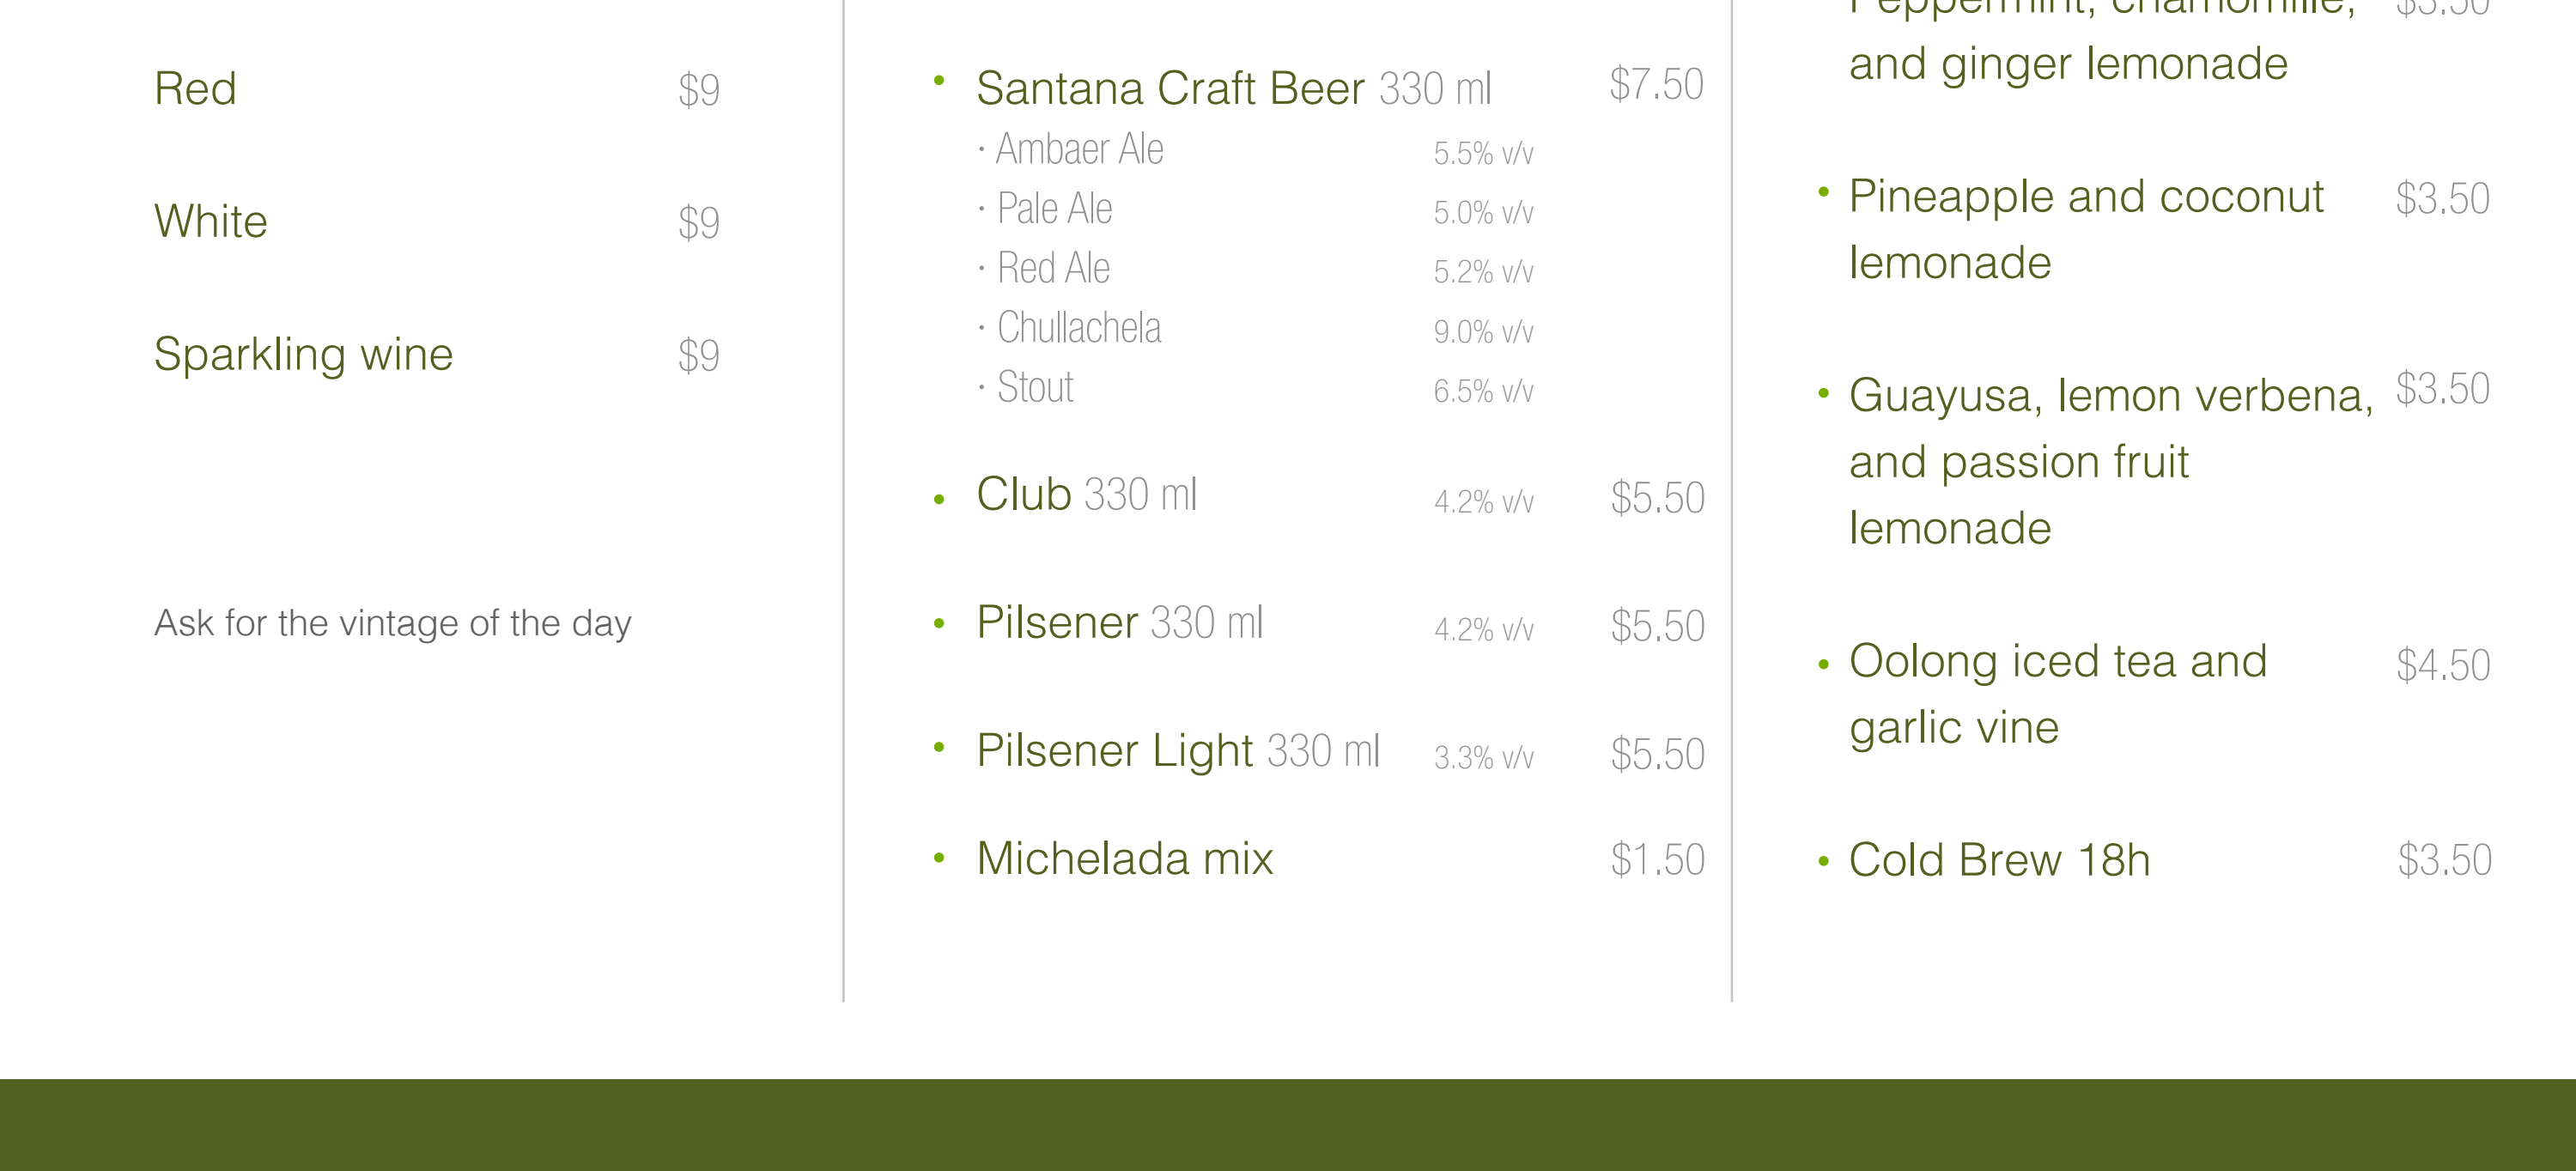 Red $9
White $9
Sparkling wine $9
Ask for the vintage of the day
• Santana Craft Beer 330 ml $7.50
· Ambaer Ale 5.5% v/v
· Pale Ale 5.0% v/v
· Red Ale 5.2% v/v
· Chullachela 9.0% v/v
· Stout 6.5% v/v
• Club 330 ml 4.2% v/v $5.50
• Pilsener 330 ml 4.2% v/v $5.50
• Pilsener Light 330 ml 3.3% v/v $5.50
• Michelada mix $1.50
Peppermint, chamomille, $3.50
and ginger lemonade
• Pineapple and coconut $3.50
lemonade
• Guayusa, lemon verbena, $3.50
and passion fruit
lemonade
• Oolong iced tea and $4.50
garlic vine
• Cold Brew 18h $3.50